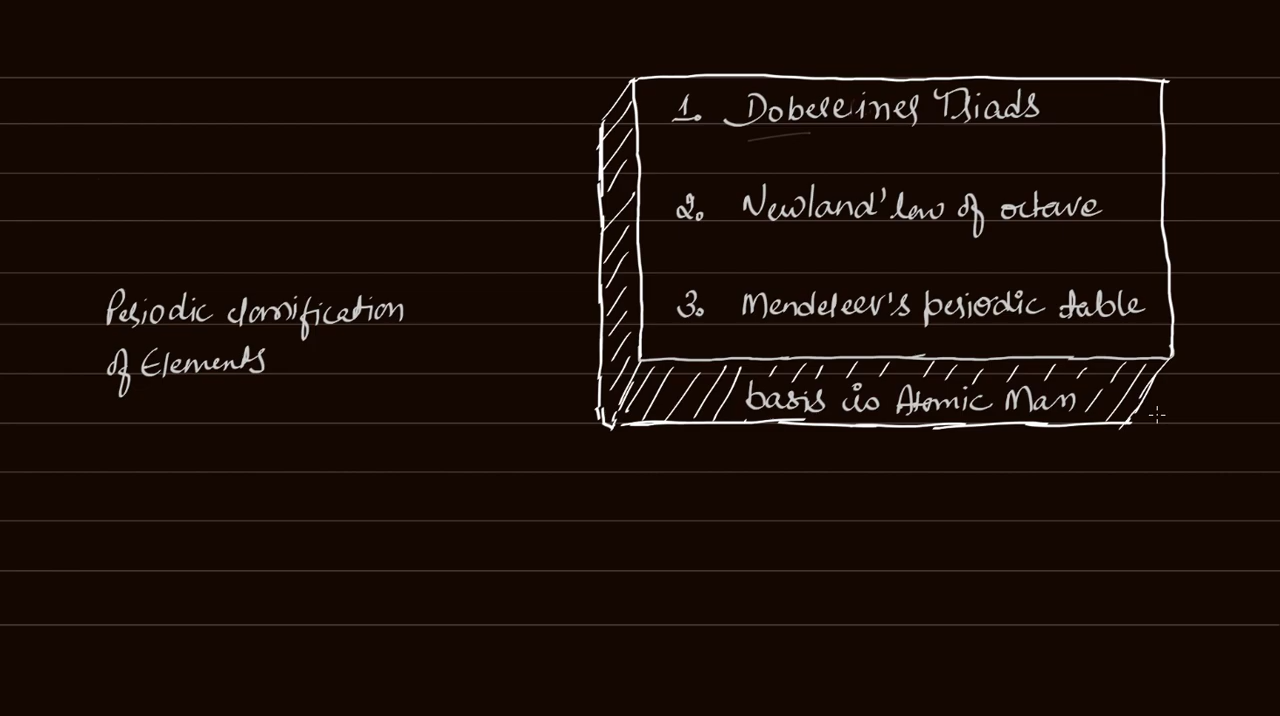 1. Dobereiner Triads
2. Newland' law of octave
3. Mendeleev's periodic table
Periodic classification
of Elements
basis is Atomic Mass